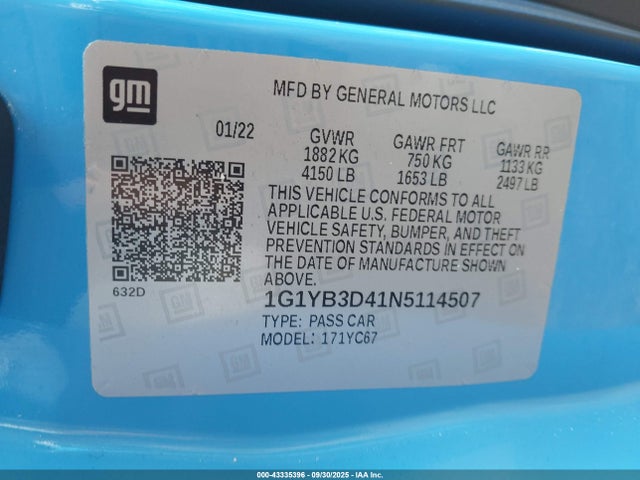 gm
MFD BY GENERAL MOTORS LLC
01/22 GVWR GAWR FRT GAWR RR
1882 KG 750 KG 1133 KG
4150 LB 1653 LB 2497 LB
THIS VEHICLE CONFORMS TO ALL
APPLICABLE U.S. FEDERAL MOTOR
VEHICLE SAFETY, BUMPER, AND THEFT
PREVENTION STANDARDS IN EFFECT ON
THE DATE OF MANUFACTURE SHOWN
ABOVE.
632D
1G1YB3D41N5114507
TYPE: PASS CAR
MODEL: 171YC67
000-43335396 - 09/30/2025 - IAA Inc.